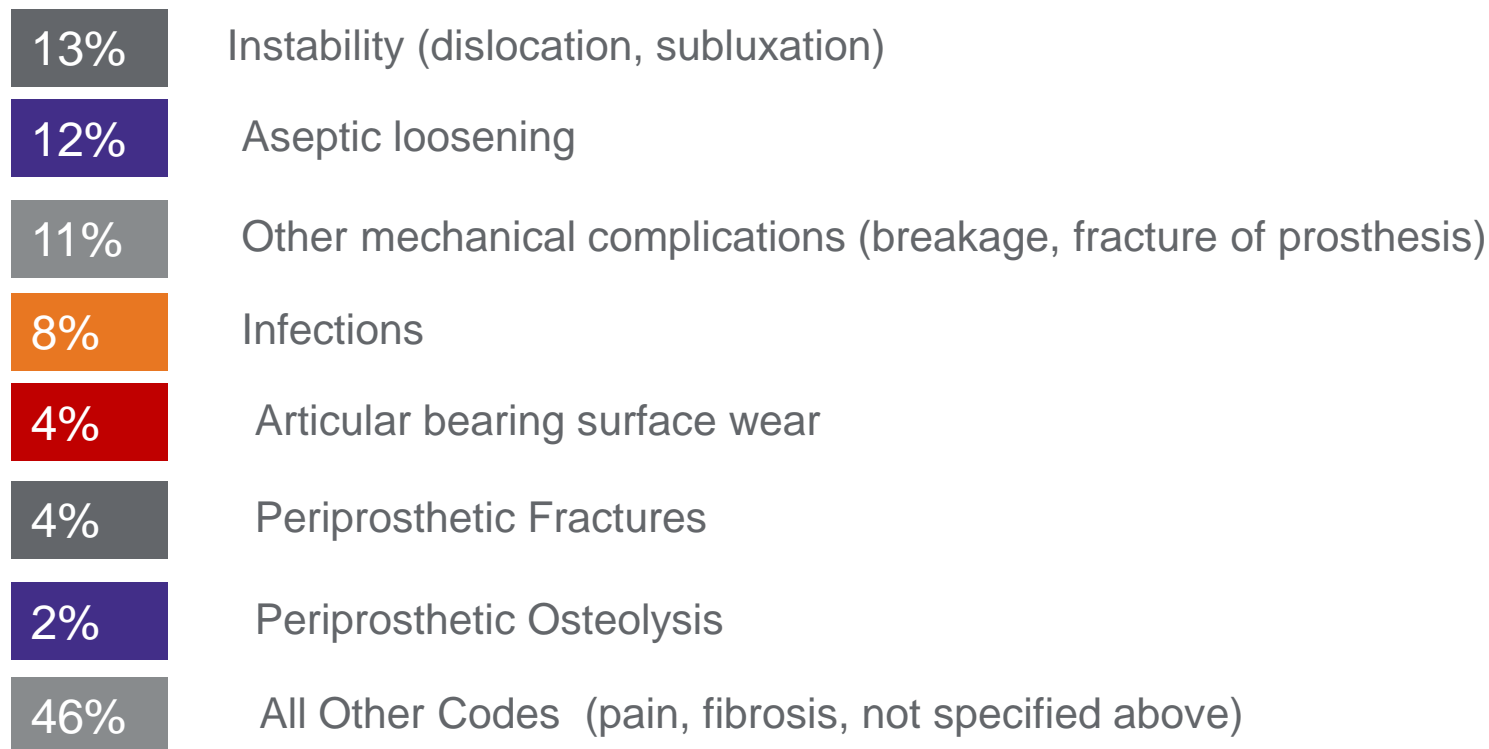 13% Instability (dislocation, subluxation)
12% Aseptic loosening
11% Other mechanical complications (breakage, fracture of prosthesis)
8% Infections
4% Articular bearing surface wear
4% Periprosthetic Fractures
2% Periprosthetic Osteolysis
46% All Other Codes (pain, fibrosis, not specified above)